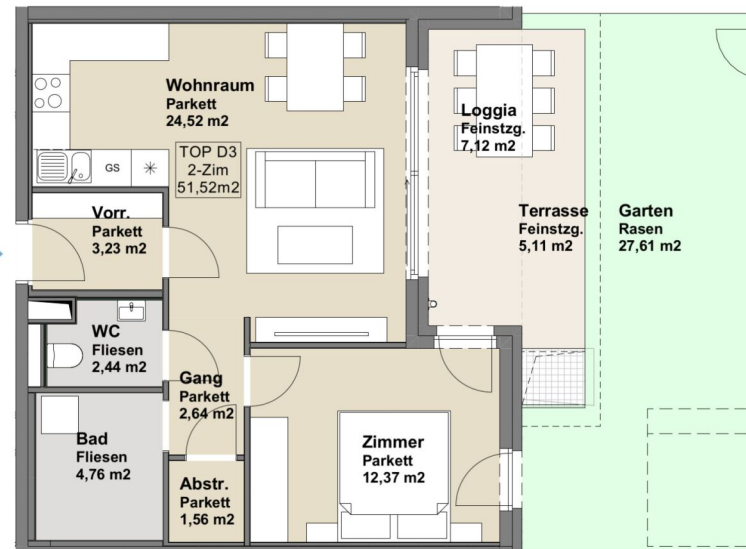 Wohnraum
Parkett
24,52 m2
TOP D3
2-Zim
51,52m2
GS
Loggia
Feinstzg.
7,12 m2
Terrasse
Feinstzg.
5,11 m2
Garten
Rasen
27,61 m2
Vorr.
Parkett
3,23 m2
WC
Fliesen
2,44 m2
Gang
Parkett
2,64 m2
Bad
Fliesen
4,76 m2
Abstr.
Parkett
1,56 m2
Zimmer
Parkett
12,37 m2